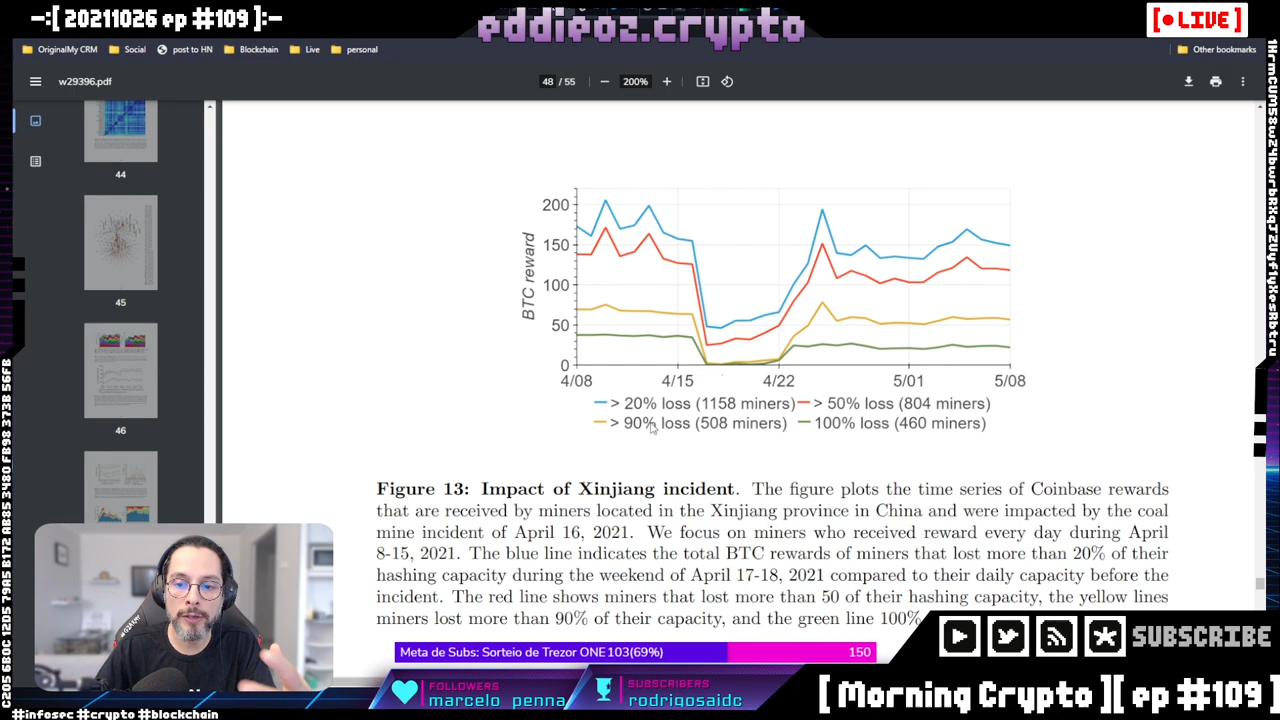 –:[ 20211026 ep #109 ]:–
eddieoz.crypto
[ LIVE]
OriginalMy CRM
Social
post to HN
Blockchain
Live
personal
Other bookmarks
w29396.pdf
48 / 55
200%
44
45
46
BTC reward
200
150
100
50
0
4/08
4/15
4/22
5/01
5/08
> 20% loss (1158 miners)
> 50% loss (804 miners)
> 90% loss (508 miners)
100% loss (460 miners)
Figure 13: Impact of Xinjiang incident. The figure plots the time series of Coinbase rewards
that are received by miners located in the Xinjiang province in China and were impacted by the coal
mine incident of April 16, 2021. We focus on miners who received reward every day during April
8-15, 2021. The blue line indicates the total BTC rewards of miners that lost more than 20% of their
hashing capacity during the weekend of April 17-18, 2021 compared to their daily capacity before the
incident. The red line shows miners that lost more than 50 of their hashing capacity, the yellow lines
miners lost more than 90% of their capacity, and the green line 100%
Meta de Subs: Sorteio de Trezor ONE
103(69%)
150
SUBSCRIBE
FOLLOWERS
marcelo penna
SUBSCRIBERS
rodrigosaidc
[ Morning Crypto ][ ep #109 ]
#infosec #crypto #blockchain